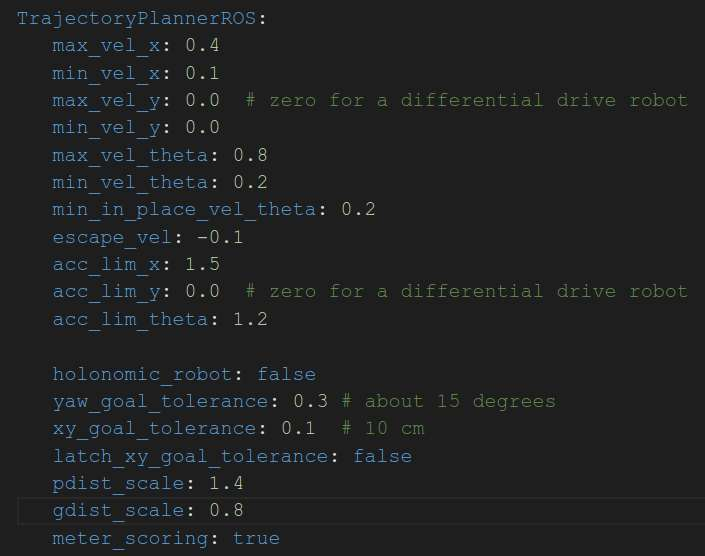 TrajectoryPlannerROS:
   max_vel_x: 0.4
   min_vel_x: 0.1
   max_vel_y: 0.0  # zero for a differential drive robot
   min_vel_y: 0.0
   max_vel_theta: 0.8
   min_vel_theta: 0.2
   min_in_place_vel_theta: 0.2
   escape_vel: -0.1
   acc_lim_x: 1.5
   acc_lim_y: 0.0  # zero for a differential drive robot
   acc_lim_theta: 1.2

   holonomic_robot: false
   yaw_goal_tolerance: 0.3 # about 15 degrees
   xy_goal_tolerance: 0.1  # 10 cm
   latch_xy_goal_tolerance: false
   pdist_scale: 1.4
   gdist_scale: 0.8
   meter_scoring: true